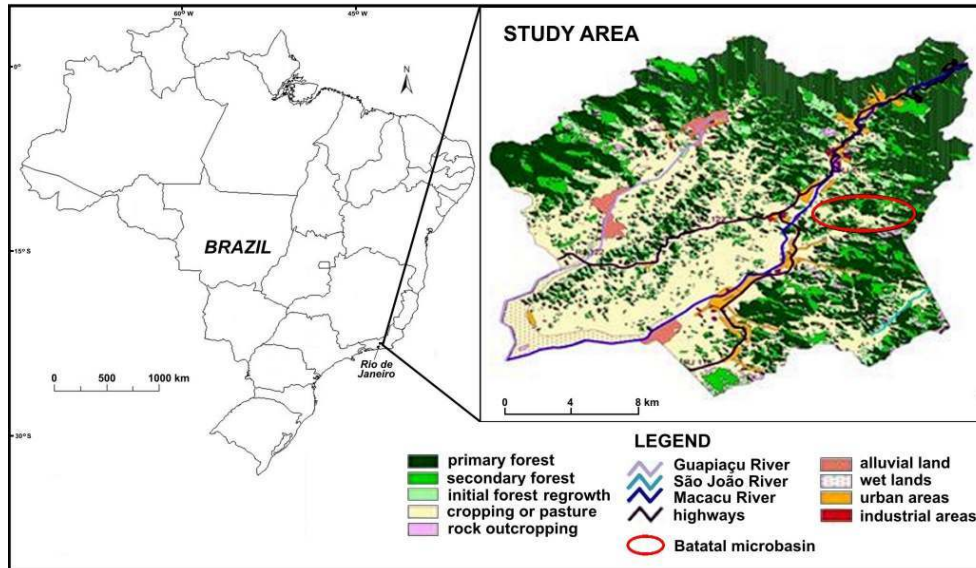 60°W
45°W
STUDY AREA
N
BRAZIL
15°S
Rio de
Janeiro
0 500 1000 km
30°S
0 4 8 km
LEGEND
primary forest
secondary forest
initial forest regrowth
cropping or pasture
rock outcropping
Guapiaçu River
São João River
Macacu River
highways
Batatal microbasin
alluvial land
wet lands
urban areas
industrial areas